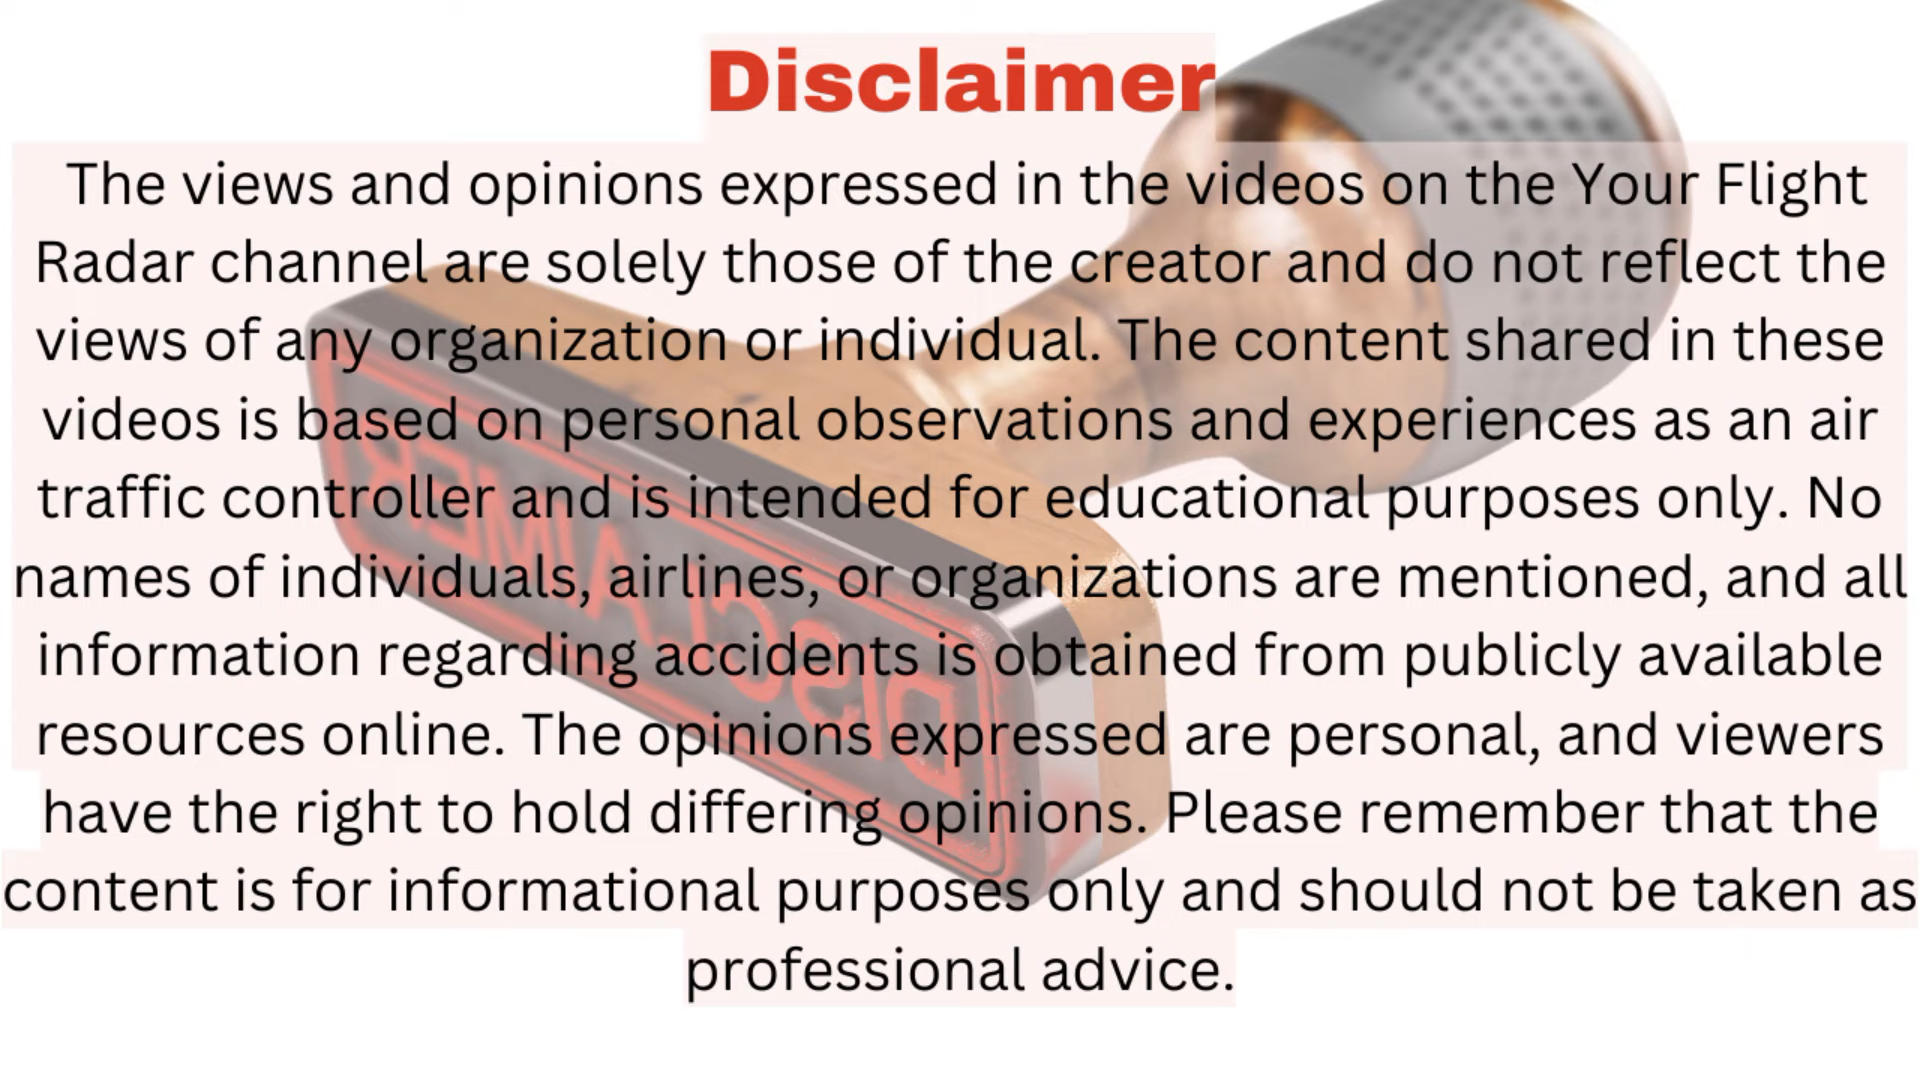 Disclaimer
The views and opinions expressed in the videos on the Your Flight
Radar channel are solely those of the creator and do not reflect the
views of any organization or individual. The content shared in these
videos is based on personal observations and experiences as an air
traffic controller and is intended for educational purposes only. No
names of individuals, airlines, or organizations are mentioned, and all
information regarding accidents is obtained from publicly available
resources online. The opinions expressed are personal, and viewers
have the right to hold differing opinions. Please remember that the
content is for informational purposes only and should not be taken as
professional advice.
DISCLAIMER